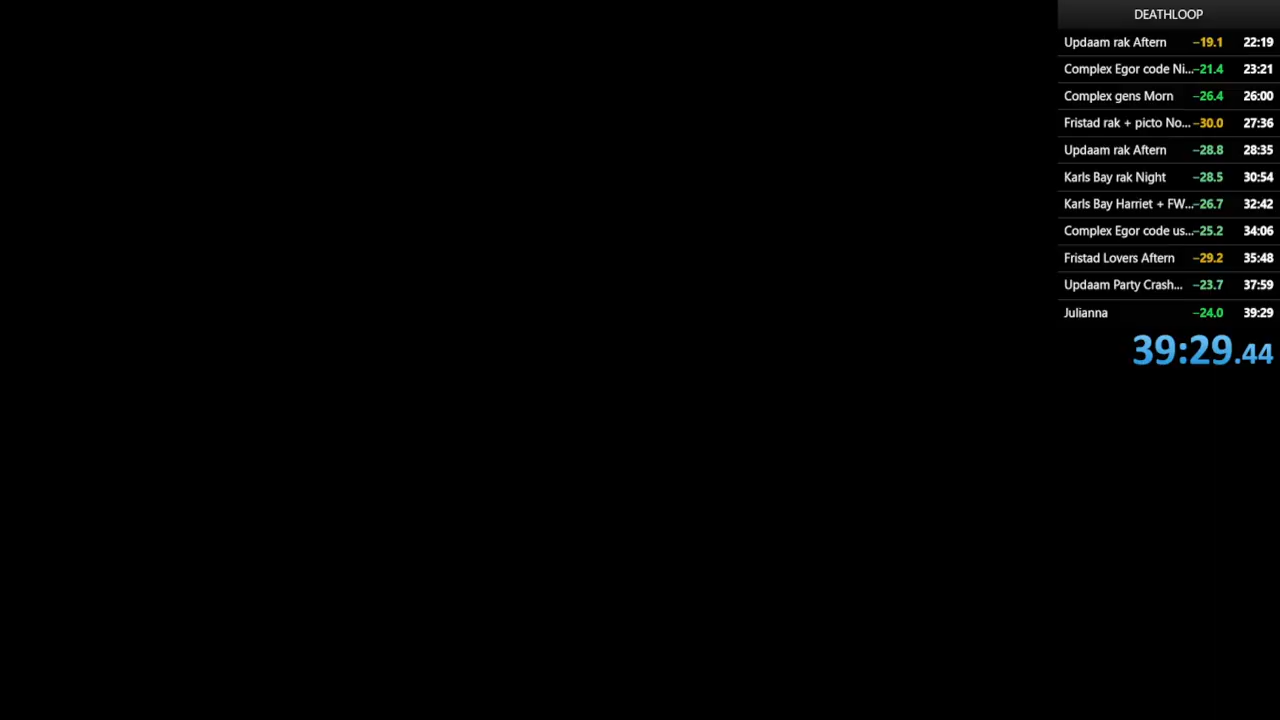 DEATHLOOP
Updaam rak Aftern −19.1 22:19
Complex Egor code Ni... −21.4 23:21
Complex gens Morn −26.4 26:00
Fristad rak + picto No... −30.0 27:36
Updaam rak Aftern −28.8 28:35
Karls Bay rak Night −28.5 30:54
Karls Bay Harriet + FW... −26.7 32:42
Complex Egor code us... −25.2 34:06
Fristad Lovers Aftern −29.2 35:48
Updaam Party Crash... −23.7 37:59
Julianna −24.0 39:29
39:29.44